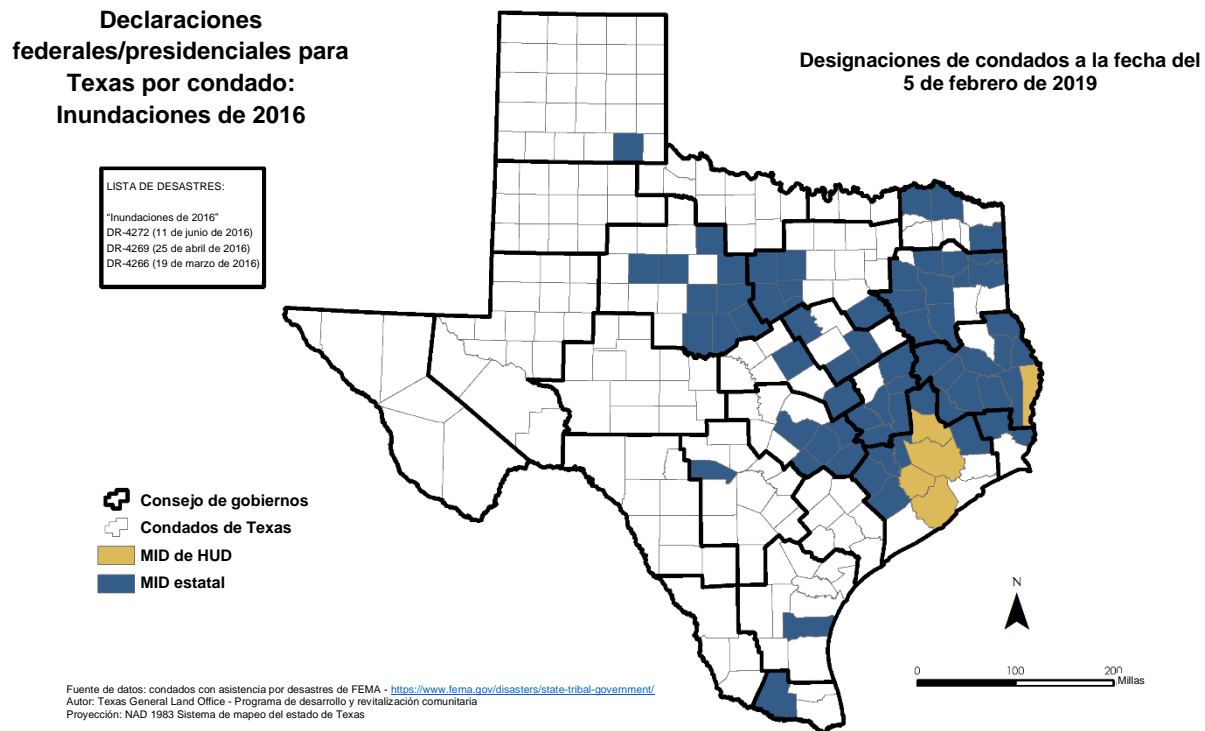 Declaraciones
federales/presidenciales para
Texas por condado:
Inundaciones de 2016
Designaciones de condados a la fecha del
5 de febrero de 2019
LISTA DE DESASTRES:
“Inundaciones de 2016”
DR-4272 (11 de junio de 2016)
DR-4269 (25 de abril de 2016)
DR-4266 (19 de marzo de 2016)
Consejo de gobiernos
Condados de Texas
MID de HUD
MID estatal
N
0 100 200
Millas
Fuente de datos: condados con asistencia por desastres de FEMA - https://www.fema.gov/disasters/state-tribal-government/
Autor: Texas General Land Office - Programa de desarrollo y revitalización comunitaria
Proyección: NAD 1983 Sistema de mapeo del estado de Texas